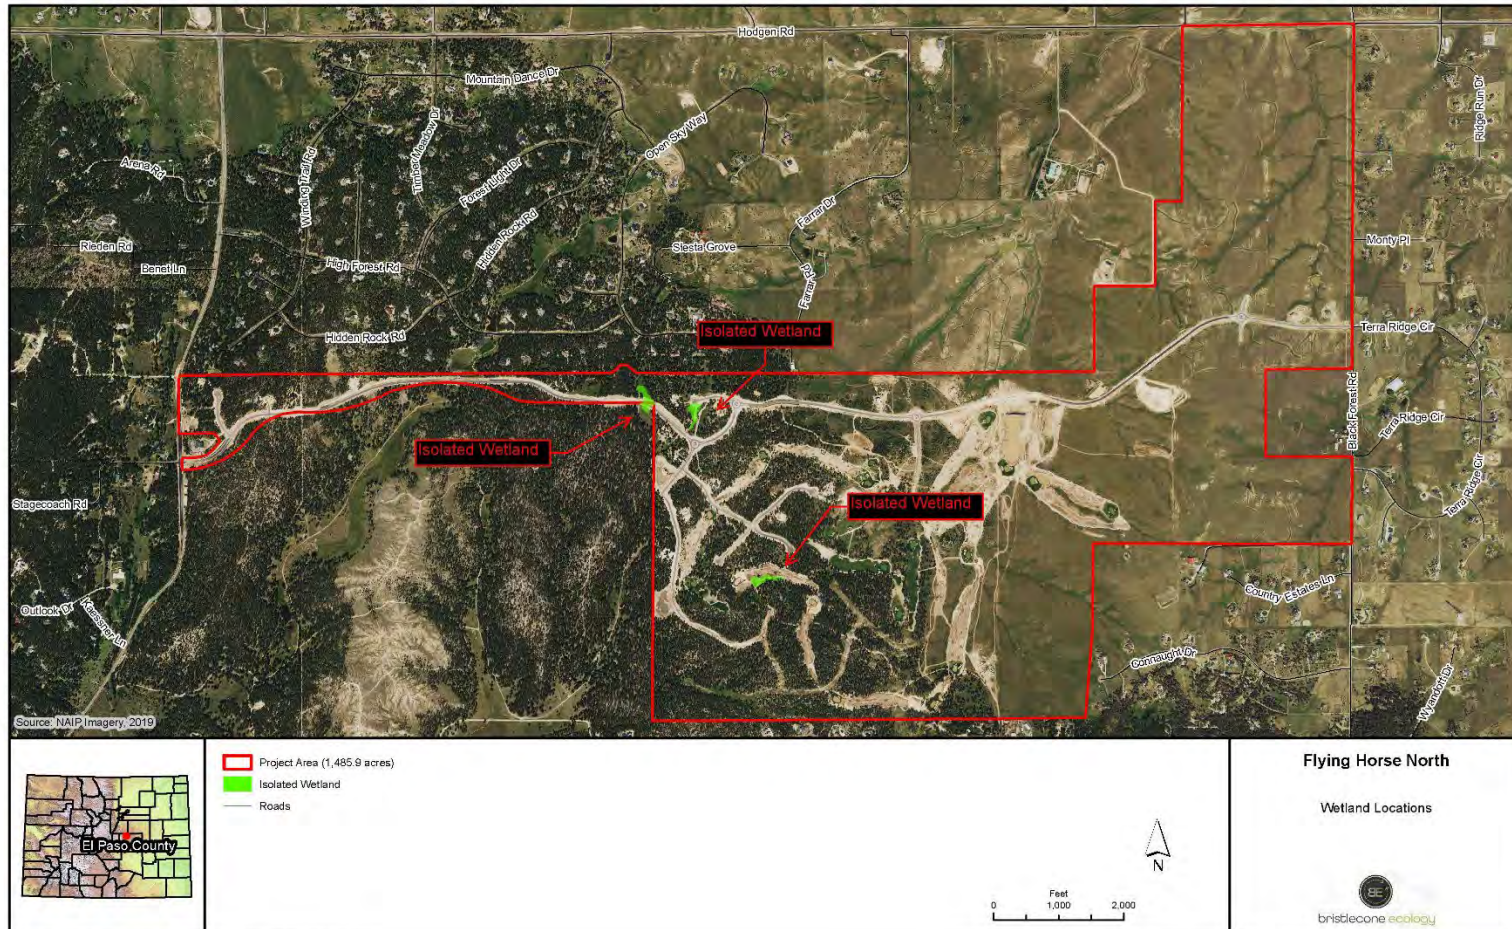 Hodgen Rd
Mountain Dance Dr
Ridge Run Dr
Timber Meadow Dr
Open Sky Way
Arena Rd
Winding Trail Rd
Forest Light Dr
Farrar Dr
Hidden Rock Rd
Rieden Rd
Siesta Grove
Monty Pl
Benet Ln
High Forest Rd
Farrar Rd
Hidden Rock Rd
Isolated Wetland
Terra Ridge Cir
Black Forest Rd
Terra Ridge Cir
Isolated Wetland
Terra Ridge Cir
Stagecoach Rd
Isolated Wetland
Country Estates Ln
Outlook Dr
Kaessner Ln
Connaught Dr
Wyandott Dr
Source: NAIP Imagery, 2019
El Paso County
Project Area (1,485.9 acres)
Isolated Wetland
Roads
N
Feet
0 1,000 2,000
Flying Horse North
Wetland Locations
BE
bristlecone ecology